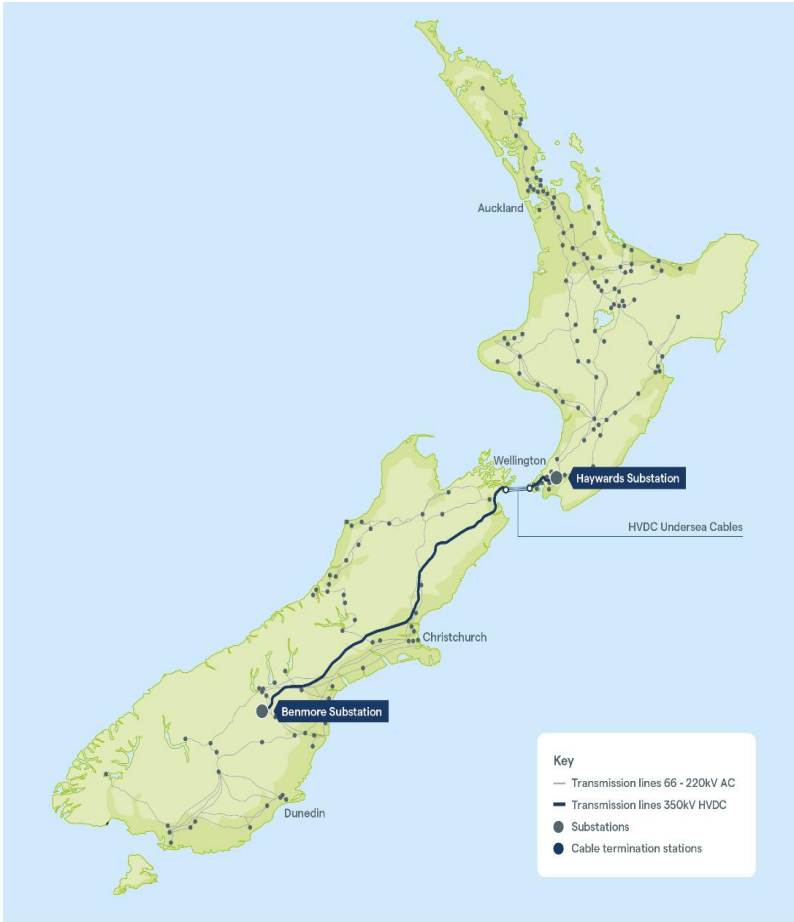 Auckland
Wellington
Haywards Substation
HVDC Undersea Cables
Christchurch
Benmore Substation
Dunedin
Key
Transmission lines 66 - 220kV AC
Transmission lines 350kV HVDC
Substations
Cable termination stations